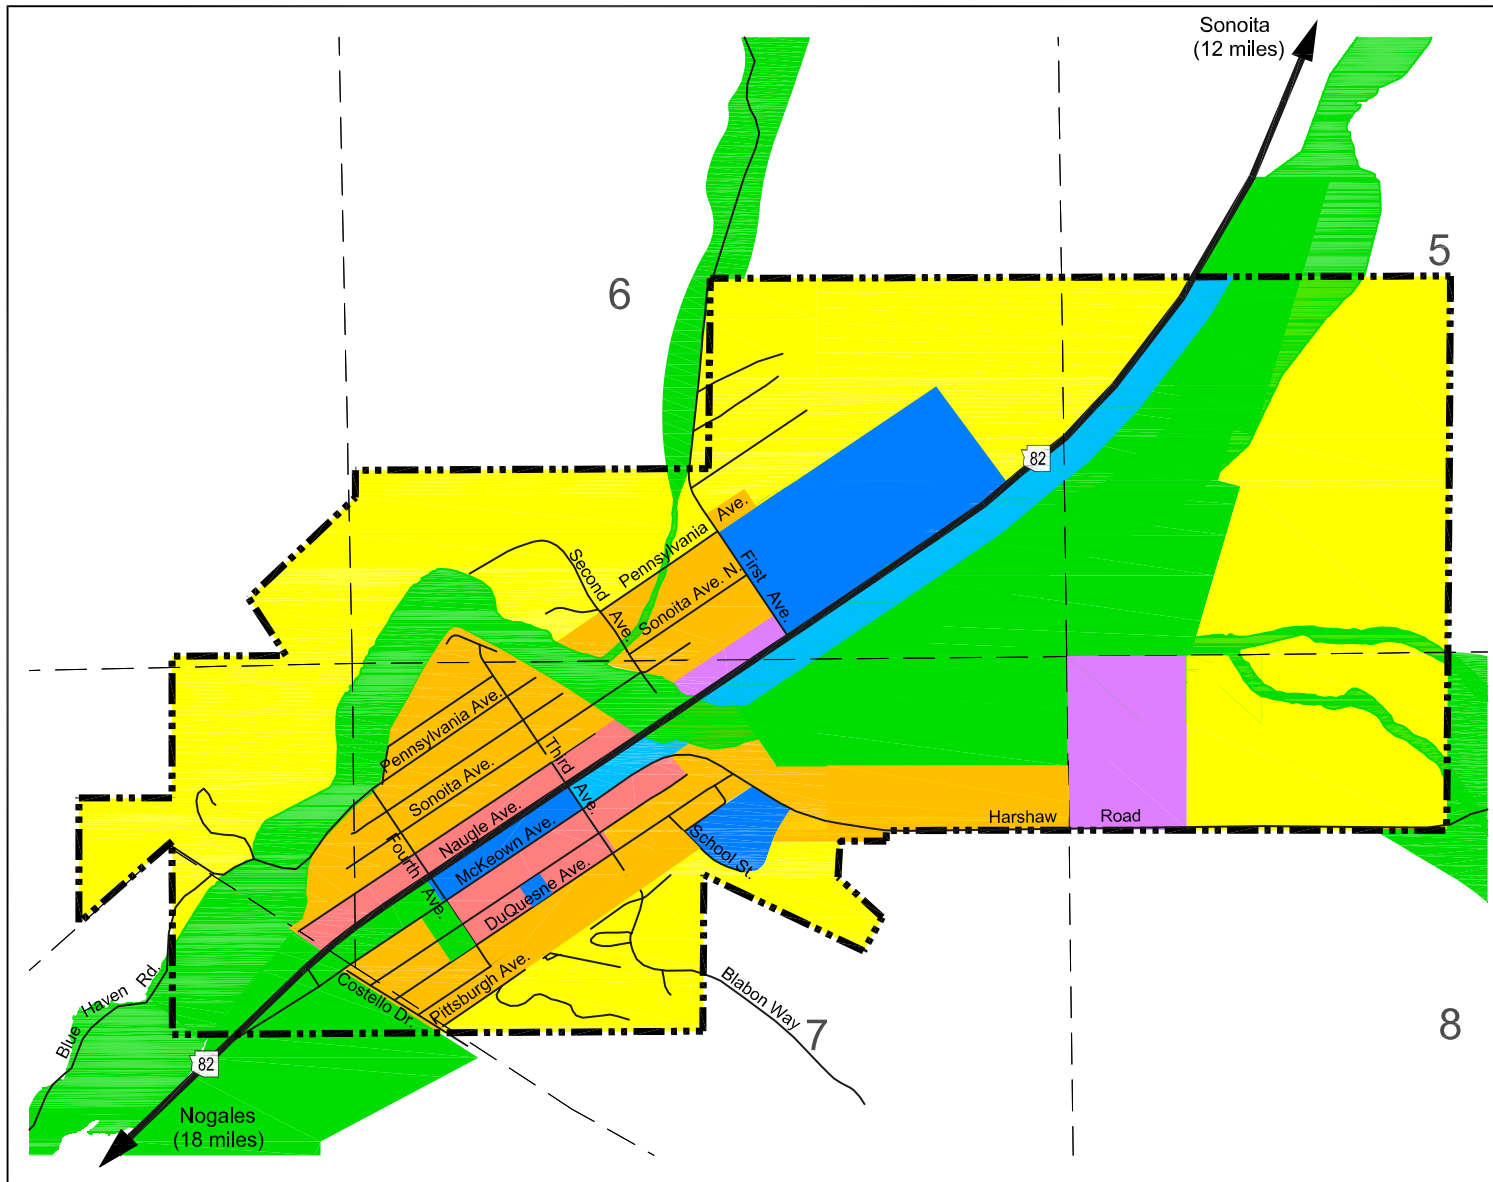 Sonoita
(12 miles)
5
6
82
Pennsylvania Ave.
Second Ave.
First Ave.
Sonoita Ave. N.
Pennsylvania Ave.
Third Ave.
Sonoita Ave.
Naugle Ave.
McKeown Ave.
Fourth Ave.
DuQuesne Ave.
School St.
Harshaw Road
Pittsburgh Ave.
Costello Dr.
Blue Haven Rd.
Blabon Way
7
8
82
Nogales
(18 miles)